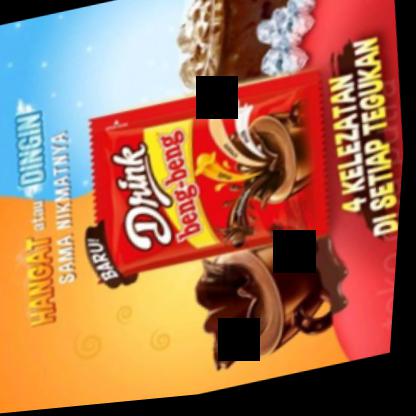 HANGAT atau DINGIN
SAMA NIKMATNYA
BARU!
Drink
beng-beng
4 KELEZATAN
DI SETIAP TEGUKAN